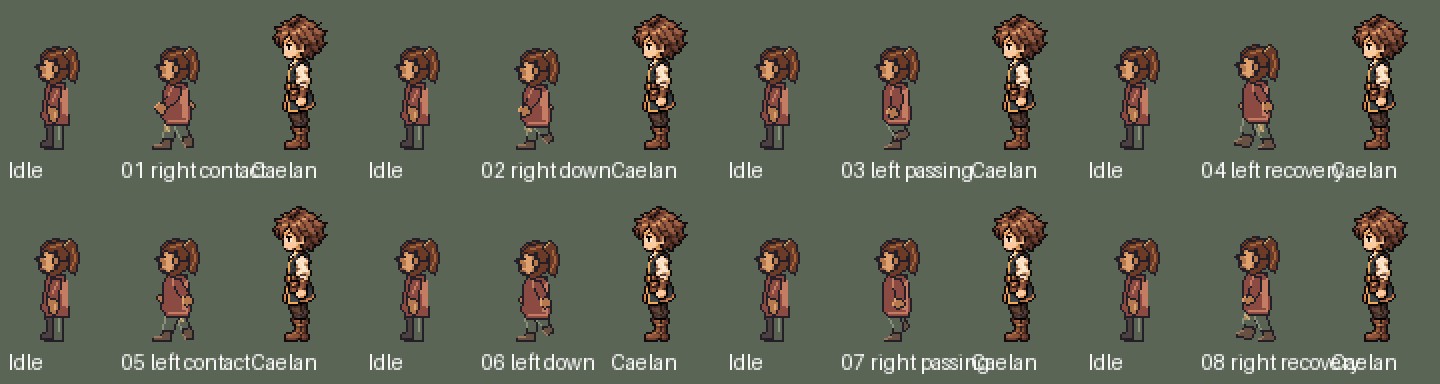 Idle 01 right contact Caelan Idle 02 right down Caelan Idle 03 left passing Caelan Idle 04 left recovery Caelan
Idle 05 left contact Caelan Idle 06 left down Caelan Idle 07 right passing Caelan Idle 08 right recovery Caelan